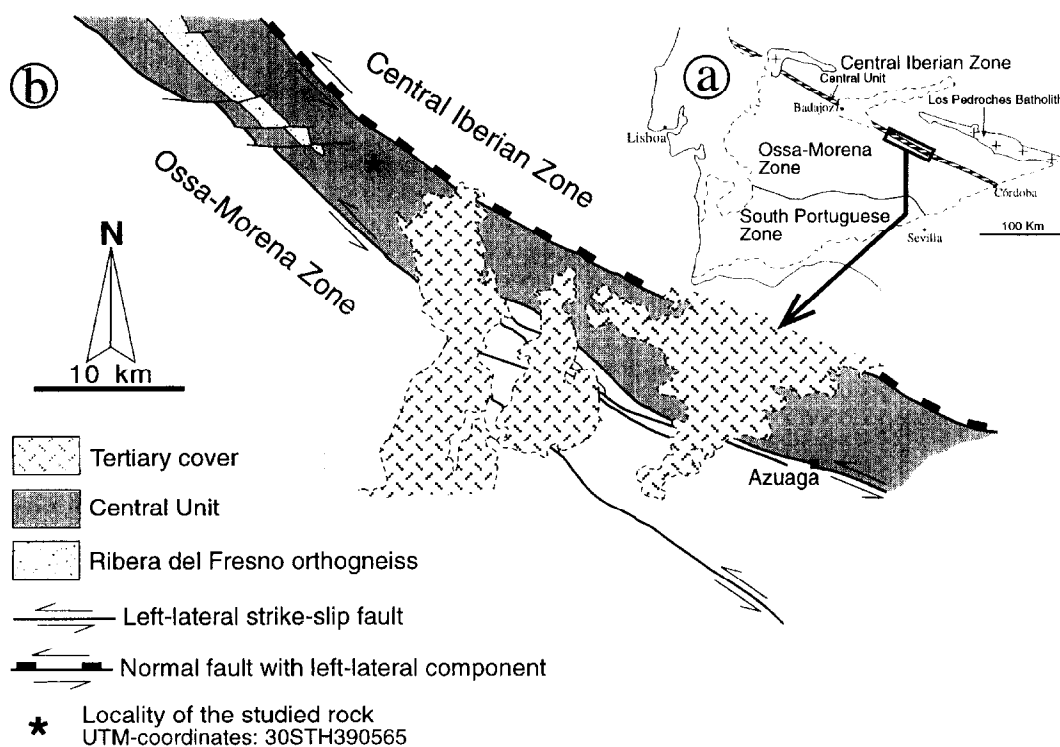 b
Central Iberian Zone
Ossa-Morena Zone
a
Central Iberian Zone
Central Unit
Badajoz
Los Pedroches Batholith
Lisboa
Ossa-Morena
Zone
Córdoba
South Portuguese
Zone
Sevilla
100 Km
N
10 km
Azuaga
Tertiary cover
Central Unit
Ribera del Fresno orthogneiss
Left-lateral strike-slip fault
Normal fault with left-lateral component
* Locality of the studied rock
UTM-coordinates: 30STH390565